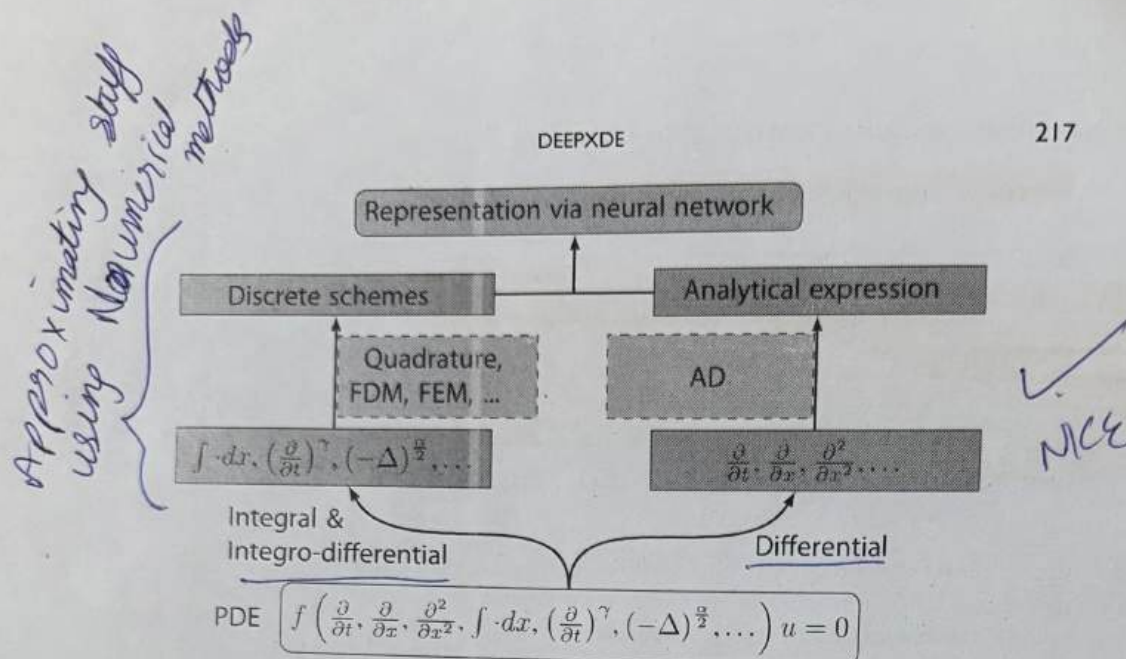 DEEPXDE
217
Approximating stuff
using Numerical
methods
Representation via neural network
Discrete schemes
Analytical expression
Quadrature,
FDM, FEM, ...
AD
NICE
∫ ·dx, (∂/∂t)^γ, (−Δ)^(α/2), ....
∂/∂t, ∂/∂x, ∂²/∂x², ....
Integral &
Integro-differential
Differential
PDE f (∂/∂t, ∂/∂x, ∂²/∂x², ∫ ·dx, (∂/∂t)^γ, (−Δ)^(α/2), ....) u = 0